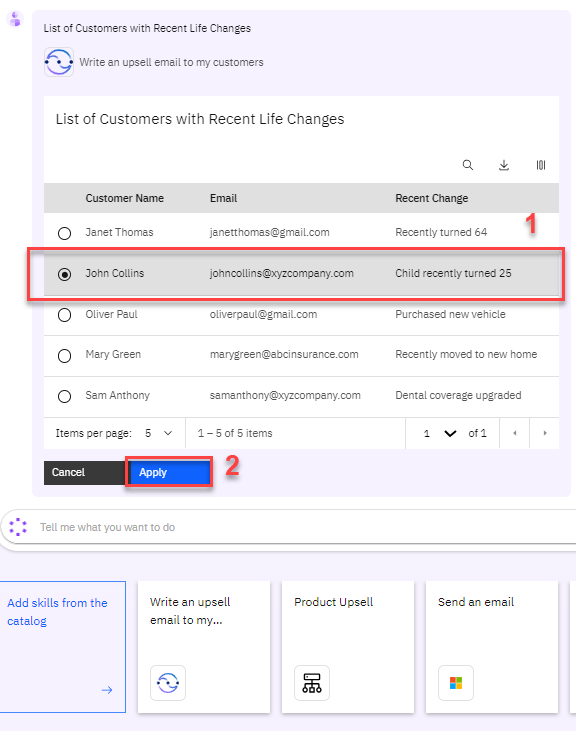 List of Customers with Recent Life Changes
Write an upsell email to my customers
List of Customers with Recent Life Changes
Customer Name Email Recent Change
1
Janet Thomas janetthomas@gmail.com Recently turned 64
John Collins johncollins@xyzcompany.com Child recently turned 25
Oliver Paul oliverpaul@gmail.com Purchased new vehicle
Mary Green marygreen@abcinsurance.com Recently moved to new home
Sam Anthony samanthony@xyzcompany.com Dental coverage upgraded
Items per page: 5 1 – 5 of 5 items 1 of 1
Cancel Apply 2
Tell me what you want to do
Add skills from the
catalog
Write an upsell
email to my...
Product Upsell
Send an email